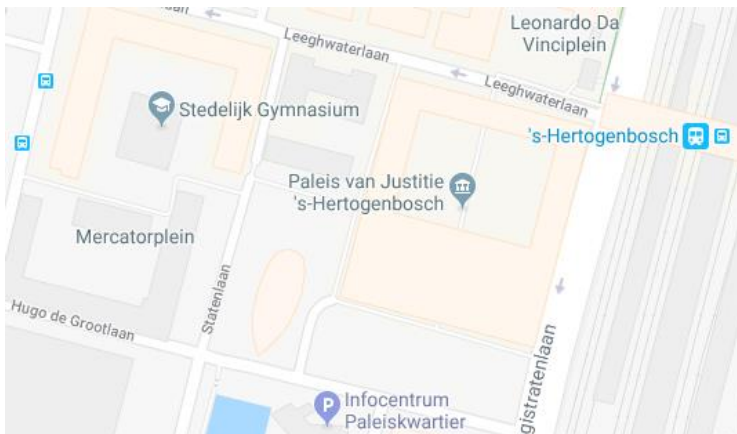 laan
Leonardo Da
Vinciplein
Leeghwaterlaan
Leeghwaterlaan
Stedelijk Gymnasium
's-Hertogenbosch
Paleis van Justitie
's-Hertogenbosch
Mercatorplein
Statenlaan
Hugo de Grootlaan
gistratenlaan
P
Infocentrum
Paleiskwartier